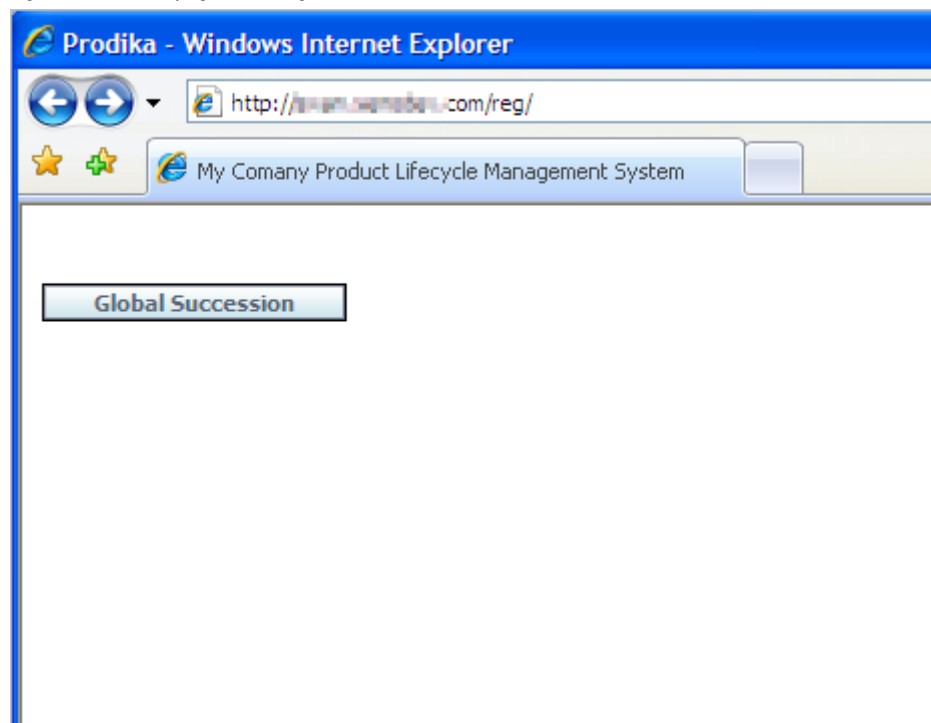 Prodika - Windows Internet Explorer
http:// .com/reg/
My Comany Product Lifecycle Management System
Global Succession